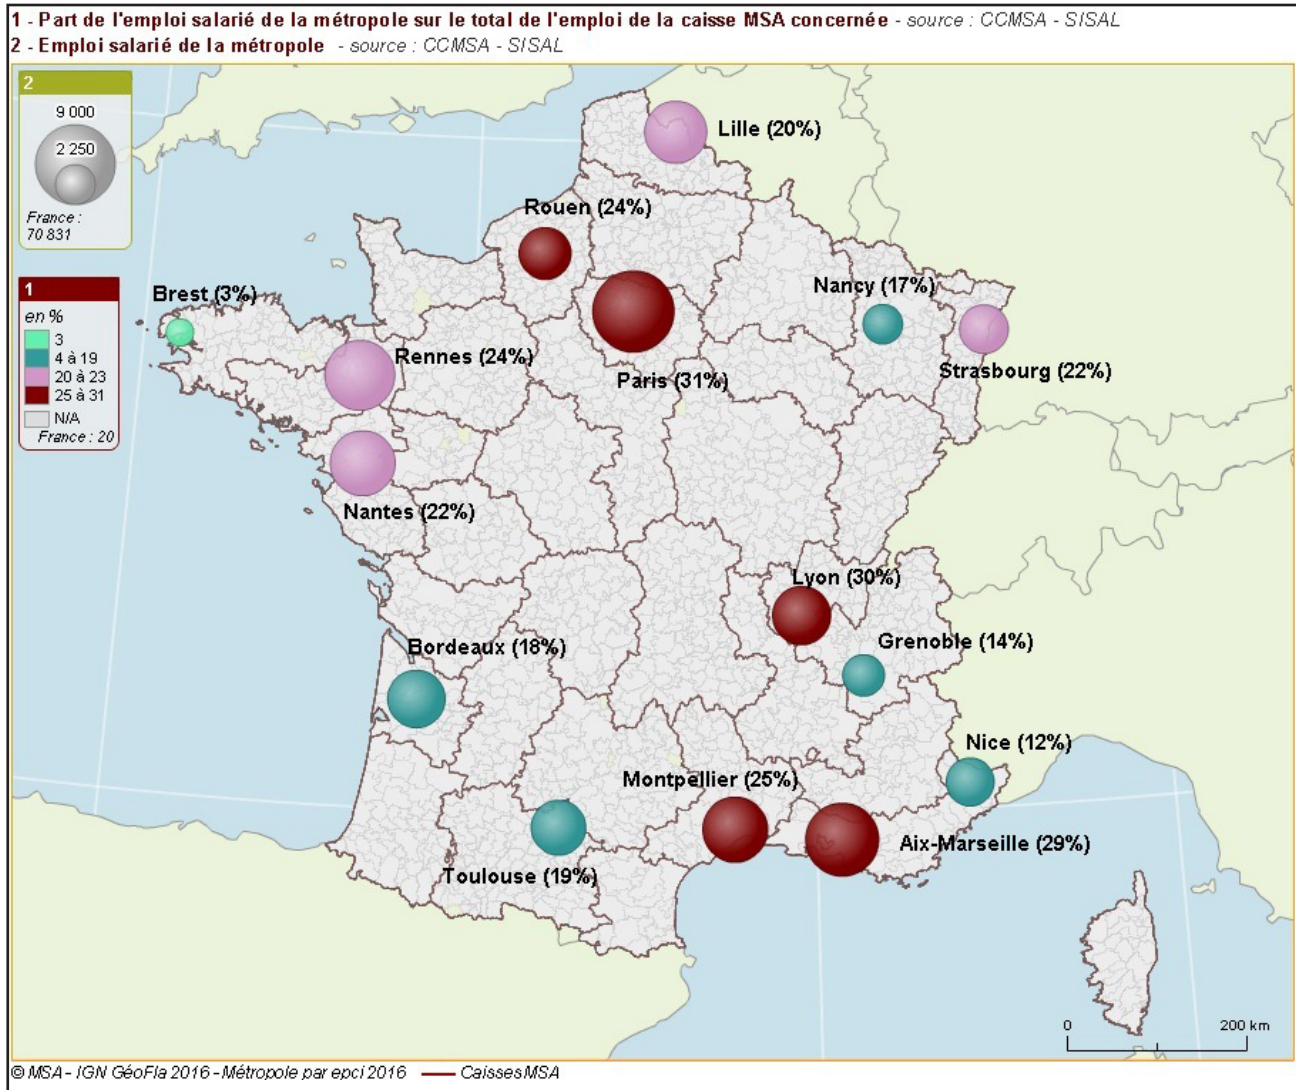 1 - Part de l'emploi salarié de la métropole sur le total de l'emploi de la caisse MSA concernée - source : CCMSA - SISAL
2 - Emploi salarié de la métropole - source : CCMSA - SISAL
2
9 000
2 250
France :
70 831
1
en %
3
4 à 19
20 à 23
25 à 31
N/A
France : 20
Lille (20%)
Rouen (24%)
Brest (3%)
Nancy (17%)
Rennes (24%)
Paris (31%)
Strasbourg (22%)
Nantes (22%)
Lyon (30%)
Bordeaux (18%)
Grenoble (14%)
Nice (12%)
Montpellier (25%)
Aix-Marseille (29%)
Toulouse (19%)
0 200 km
© MSA - IGN GéoFla 2016 - Métropole par epci 2016 Caisses MSA